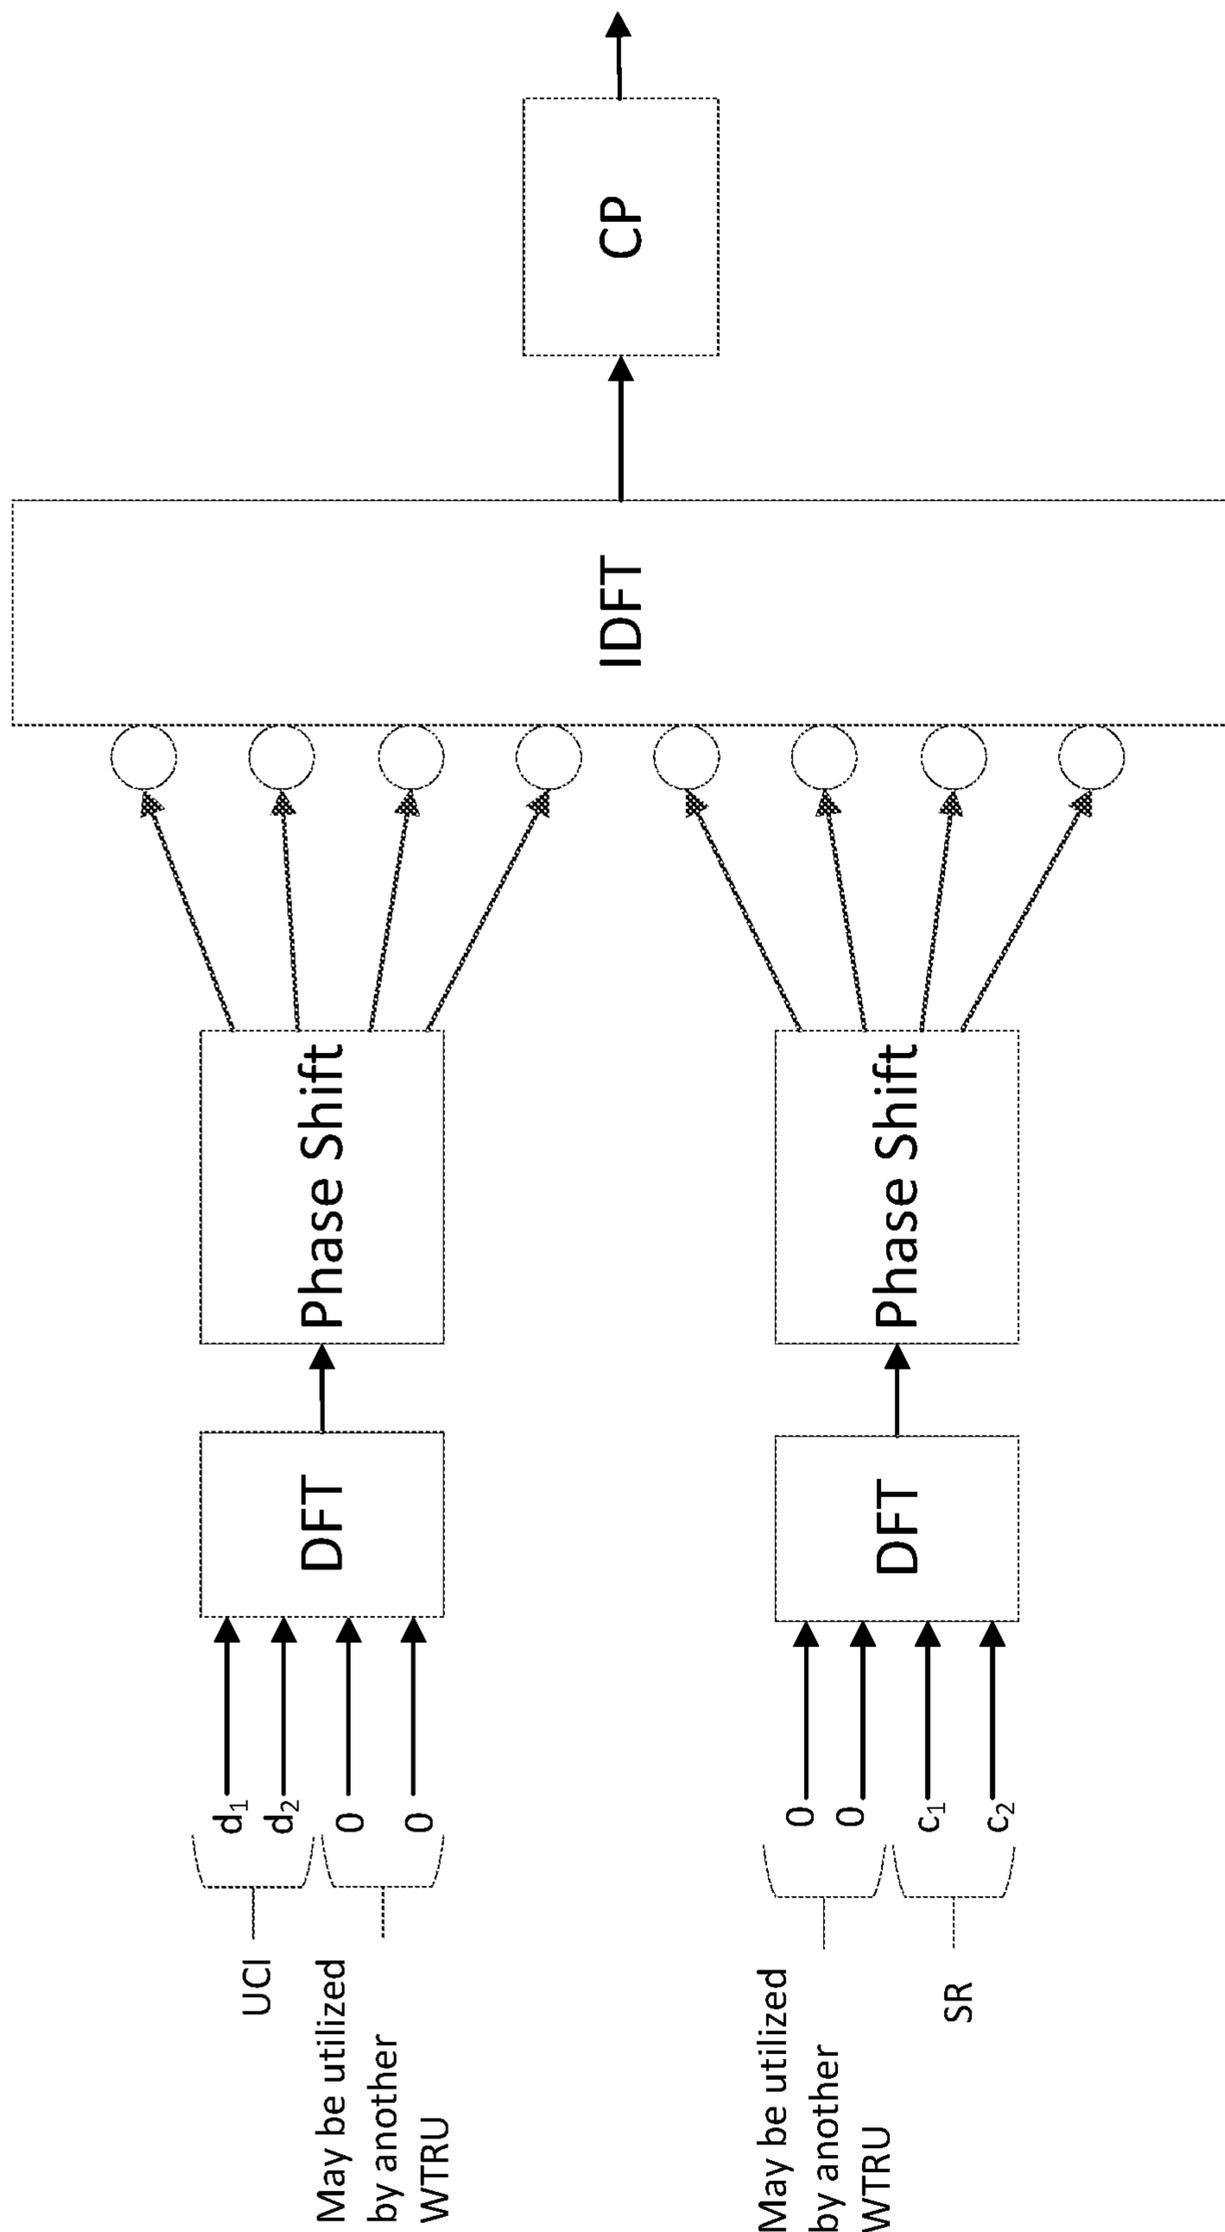 UCI
May be utilized
by another
WTRU
d₁
d₂
0
0
DFT
Phase Shift
May be utilized
by another
WTRU
SR
0
0
c₁
c₂
DFT
Phase Shift
IDFT
CP